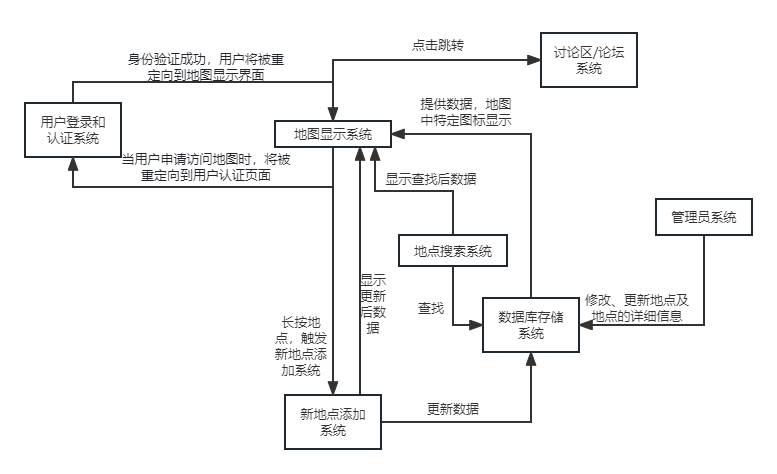 点击跳转
讨论区/论坛
系统
身份验证成功，用户将被重
定向到地图显示界面
用户登录和
认证系统
提供数据，地图
中特定图标显示
地图显示系统
当用户申请访问地图时，将被
重定向到用户认证页面
显示查找后数据
管理员系统
地点搜索系统
显示
更新
后数
据
查找
数据库存储
系统
修改、更新地点及
地点的详细信息
长按地
点，触发
新地点添
加系统
新地点添加
系统
更新数据